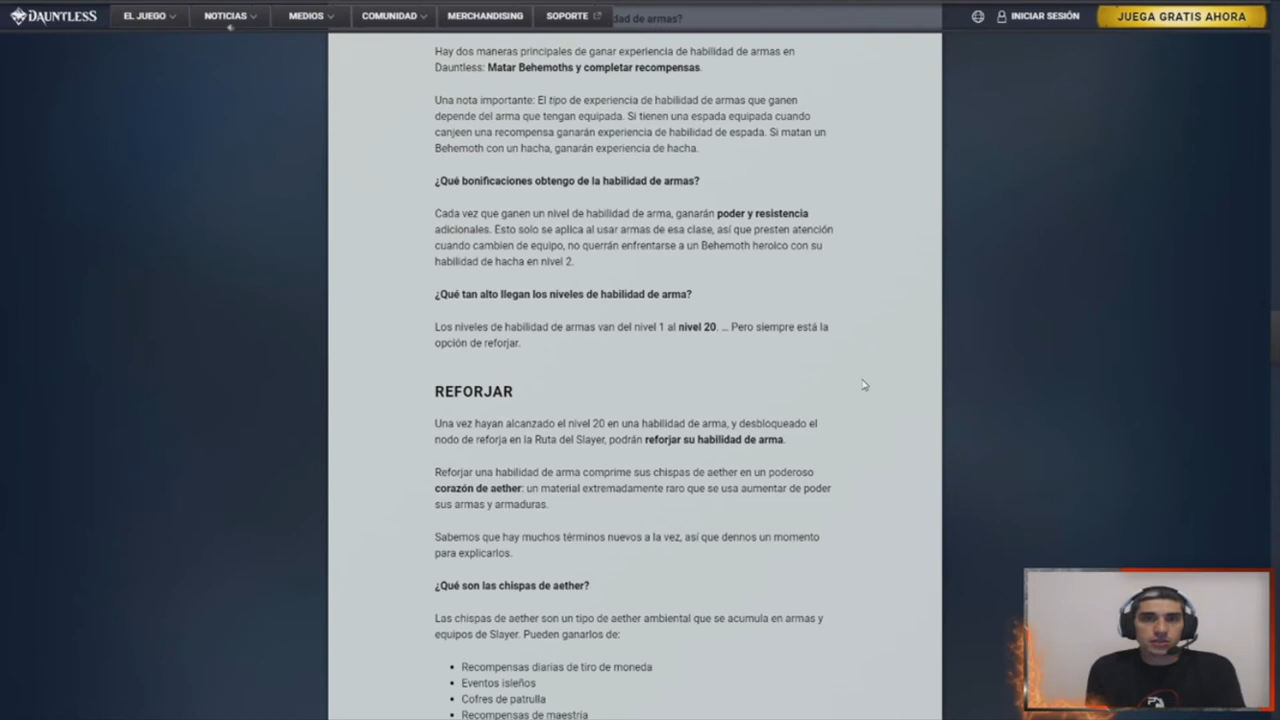 DAUNTLESS EL JUEGO NOTICIAS MEDIOS COMUNIDAD MERCHANDISING SOPORTE dad de armas? INICIAR SESIÓN JUEGA GRATIS AHORA
Hay dos maneras principales de ganar experiencia de habilidad de armas en
Dauntless: Matar Behemoths y completar recompensas.
Una nota importante: El tipo de experiencia de habilidad de armas que ganen
depende del arma que tengan equipada. Si tienen una espada equipada cuando
canjeen una recompensa ganarán experiencia de habilidad de espada. Si matan un
Behemoth con un hacha, ganarán experiencia de hacha.
¿Qué bonificaciones obtengo de la habilidad de armas?
Cada vez que ganen un nivel de habilidad de arma, ganarán poder y resistencia
adicionales. Esto solo se aplica al usar armas de esa clase, así que presten atención
cuando cambien de equipo, no querrán enfrentarse a un Behemoth heroico con su
habilidad de hacha en nivel 2.
¿Qué tan alto llegan los niveles de habilidad de arma?
Los niveles de habilidad de armas van del nivel 1 al nivel 20. ... Pero siempre está la
opción de reforjar.
REFORJAR
Una vez hayan alcanzado el nivel 20 en una habilidad de arma, y desbloqueado el
nodo de reforja en la Ruta del Slayer, podrán reforjar su habilidad de arma.
Reforjar una habilidad de arma comprime sus chispas de aether en un poderoso
corazón de aether: un material extremadamente raro que se usa aumentar de poder
sus armas y armaduras.
Sabemos que hay muchos términos nuevos a la vez, así que dennos un momento
para explicarlos.
¿Qué son las chispas de aether?
Las chispas de aether son un tipo de aether ambiental que se acumula en armas y
equipos de Slayer. Pueden ganarlos de:
• Recompensas diarias de tiro de moneda
• Eventos isleños
• Cofres de patrulla
• Recompensas de maestría